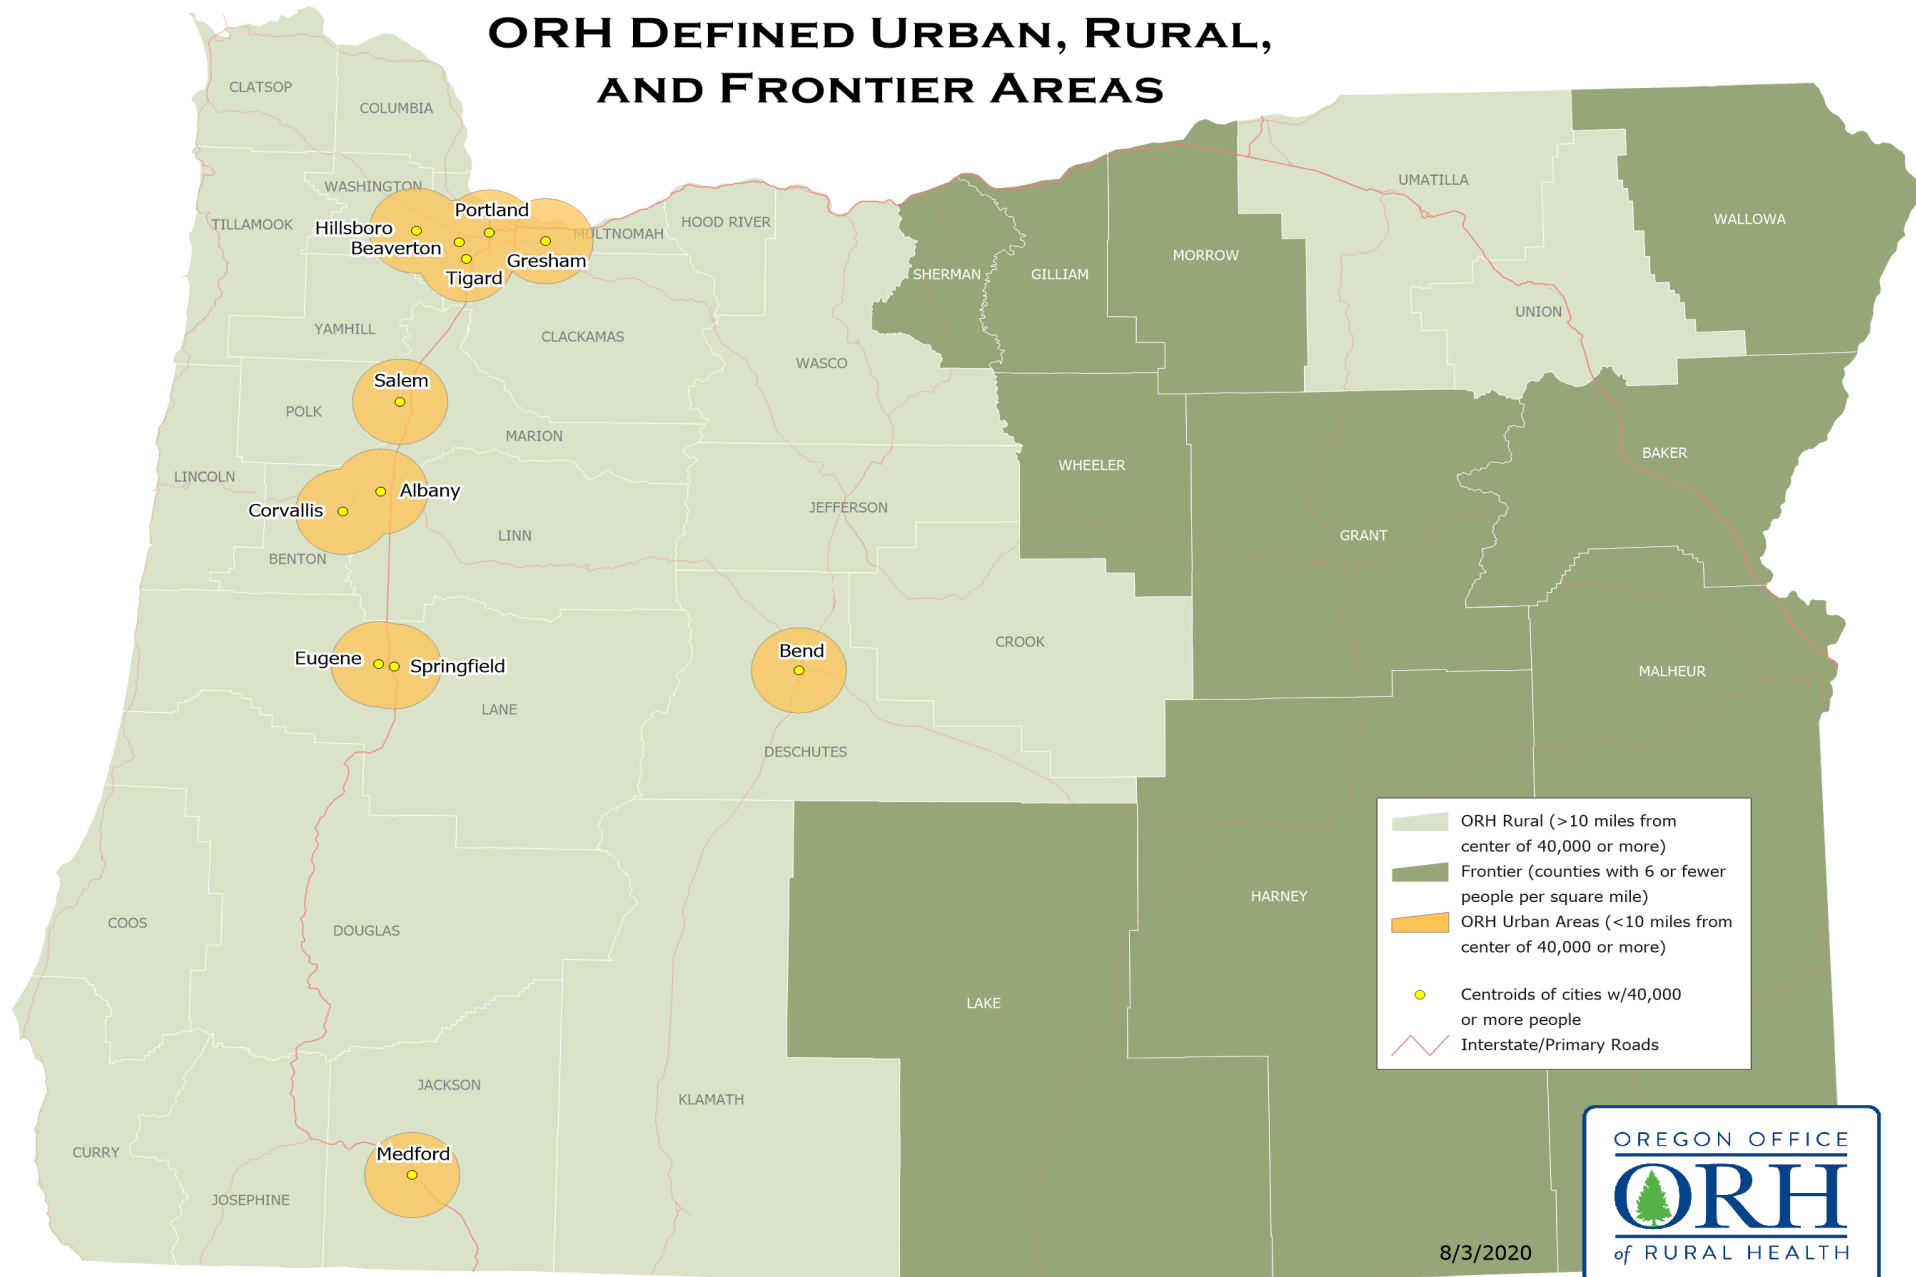 ORH DEFINED URBAN, RURAL,
AND FRONTIER AREAS
CLATSOP
COLUMBIA
WASHINGTON
TILLAMOOK
Hillsboro
Portland
Beaverton
MULTNOMAH
HOOD RIVER
Gresham
Tigard
UMATILLA
WALLOWA
MORROW
SHERMAN
GILLIAM
UNION
YAMHILL
CLACKAMAS
WASCO
Salem
POLK
MARION
LINCOLN
WHEELER
BAKER
Albany
Corvallis
JEFFERSON
LINN
GRANT
BENTON
CROOK
Bend
Eugene
Springfield
MALHEUR
LANE
DESCHUTES
ORH Rural (>10 miles from
center of 40,000 or more)
Frontier (counties with 6 or fewer
people per square mile)
ORH Urban Areas (<10 miles from
center of 40,000 or more)
Centroids of cities w/40,000
or more people
Interstate/Primary Roads
HARNEY
COOS
DOUGLAS
LAKE
JACKSON
KLAMATH
CURRY
Medford
JOSEPHINE
OREGON OFFICE
ORH
of RURAL HEALTH
8/3/2020